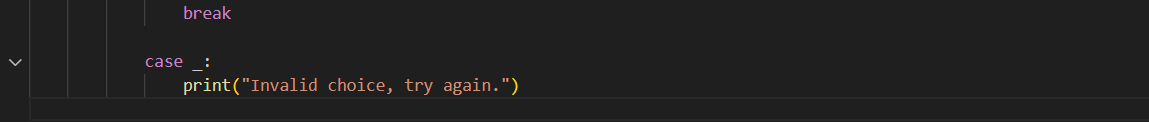 break
case _:
print("Invalid choice, try again.")